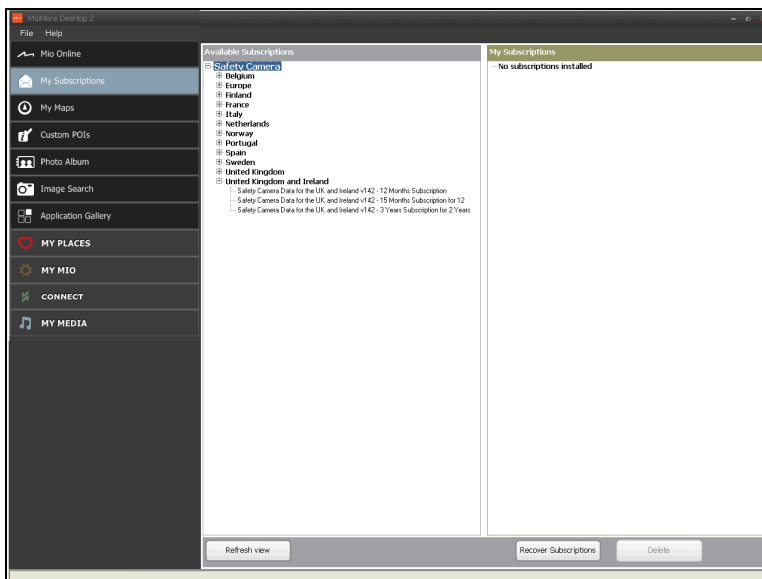 MioMore Desktop 2
File Help
Mio Online
My Subscriptions
My Maps
Custom POIs
Photo Album
Image Search
Application Gallery
MY PLACES
MY MIO
CONNECT
MY MEDIA
Available Subscriptions
Safety Camera
Belgium
Europe
Finland
France
Italy
Netherlands
Norway
Portugal
Spain
Sweden
United Kingdom
United Kingdom and Ireland
Safety Camera Data for the UK and Ireland v142 - 12 Months Subscription
Safety Camera Data for the UK and Ireland v142 - 15 Months Subscription for 12
Safety Camera Data for the UK and Ireland v142 - 3 Years Subscription for 2 Years
Refresh view
My Subscriptions
No subscriptions installed
Recover Subscriptions
Delete